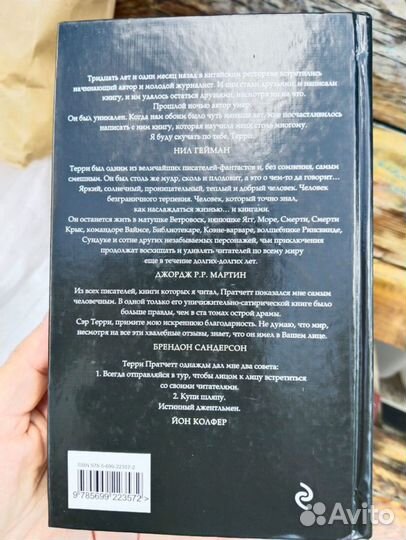 Тридцать лет и один месяц назад в китайском ресторане встретились
начинающий автор и молодой журналист. И они стали друзьями, и написали
книгу, и им удалось остаться друзьями, несмотря ни на что.
Прошлой ночью автор умер.
Он был уникален. Когда нам обоим было чуть меньше лет, мне посчастливилось
написать с ним книгу, которая научила меня столь многому.
Я буду скучать по тебе, Терри.
НИЛ ГЕЙМАН
Терри был одним из величайших писателей-фантастов и, без сомнения, самым
смешным. Он был столь же мудр, сколь и плодовит, а это о чем-то да говорит…
Яркий, солнечный, проницательный, теплый и добрый человек. Человек
безграничного терпения. Человек, который точно знал,
как наслаждаться жизнью… и книгами.
Он останется жить в матушке Ветровоск, нянюшке Ягг, Море, Смерти, Смерти
Крыс, командоре Ваймсе, Библиотекаре, Коэне-варваре, волшебнике Ринсвинде,
Сундуке и сотне других незабываемых персонажей, чьи приключения
продолжат восхищать и удивлять читателей по всему миру
еще в течение долгих-долгих лет.
ДЖОРДЖ Р.Р. МАРТИН
Из всех писателей, книги которых я читал, Пратчетт показался мне самым
человечным. В одной только его уничижительно-сатирической книге было
больше правды, чем в ста томах острой драмы.
Сэр Терри, примите мою искреннюю благодарность. Не думаю, что мир,
несмотря на все эти хвалебные отзывы, знает, что он имел в Вашем лице.
БРЕНДОН САНДЕРСОН
Терри Пратчетт однажды дал мне два совета:
1. Всегда отправляйся в тур, чтобы лицом к лицу встретиться
со своими читателями.
2. Купи шляпу.
Истинный джентльмен.
ЙОН КОЛФЕР
ISBN 978-5-699-22357-2
9 785699 223572 >
э
Avito